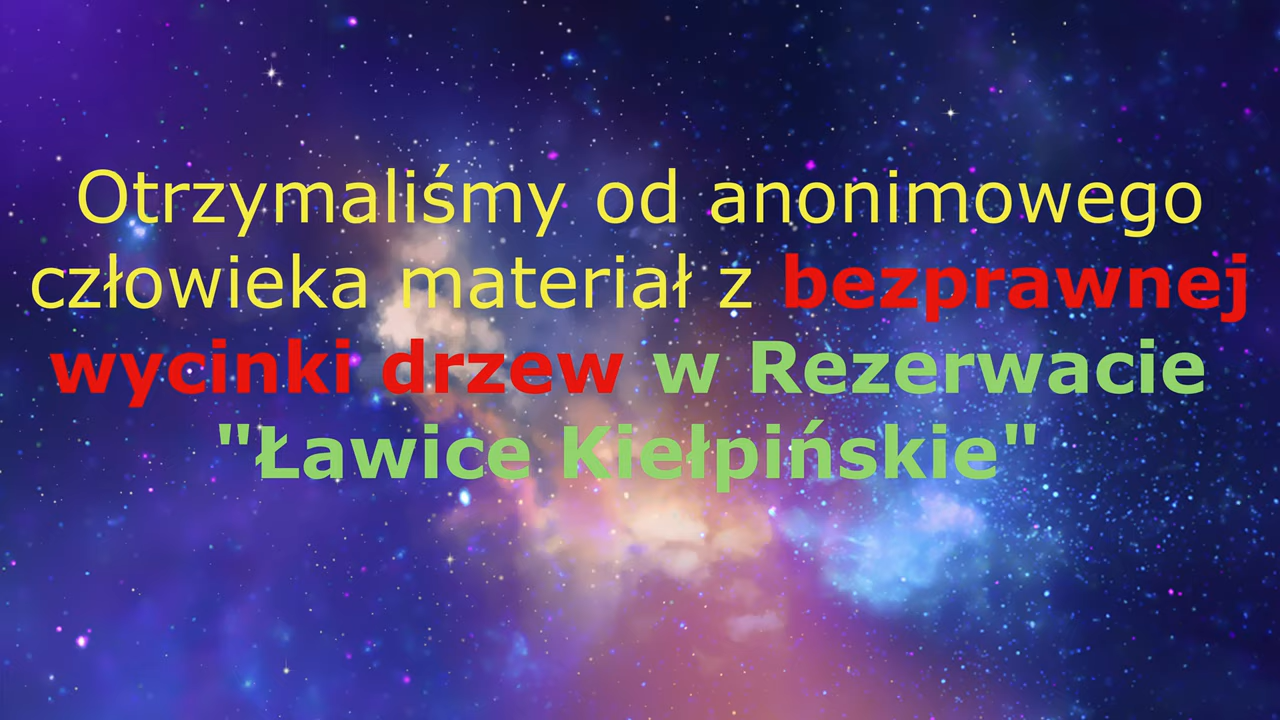 Otrzymaliśmy od anonimowego
człowieka materiał z bezprawnej
wycinki drzew w Rezerwacie
"Ławice Kiełpińskie"